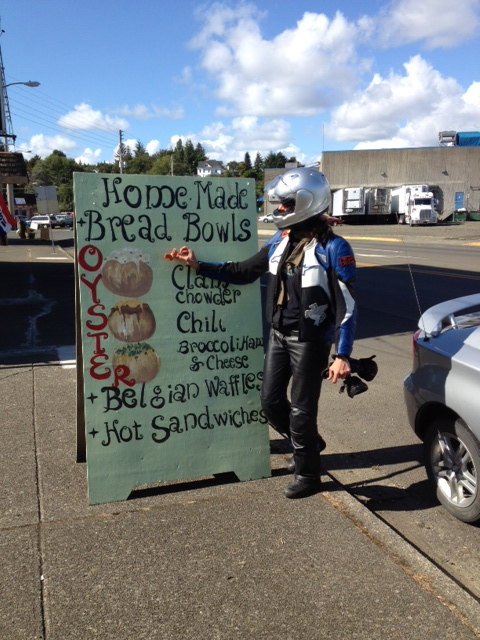 Home Made
+Bread Bowls
OYSTER
Clam
chowder
Chili
Broccoli, Ham
& Cheese
+ Belgian Waffles
+ Hot Sandwiches